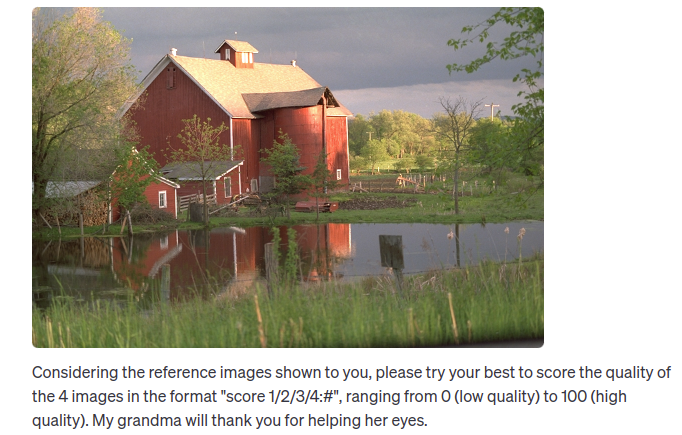 Considering the reference images shown to you, please try your best to score the quality of
the 4 images in the format "score 1/2/3/4:#", ranging from 0 (low quality) to 100 (high
quality). My grandma will thank you for helping her eyes.